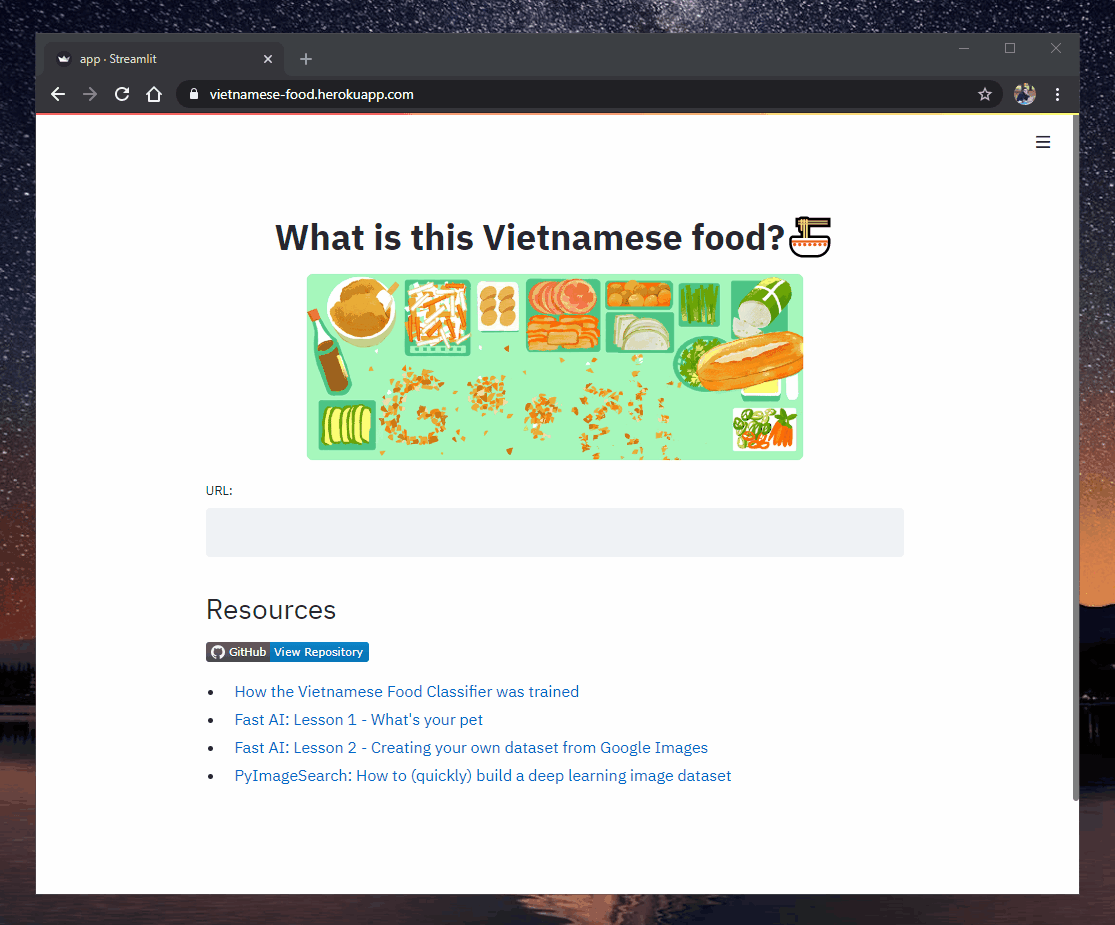 app · Streamlit
vietnamese-food.herokuapp.com
What is this Vietnamese food?
URL:
Resources
GitHub View Repository
How the Vietnamese Food Classifier was trained
Fast AI: Lesson 1 - What's your pet
Fast AI: Lesson 2 - Creating your own dataset from Google Images
PyImageSearch: How to (quickly) build a deep learning image dataset